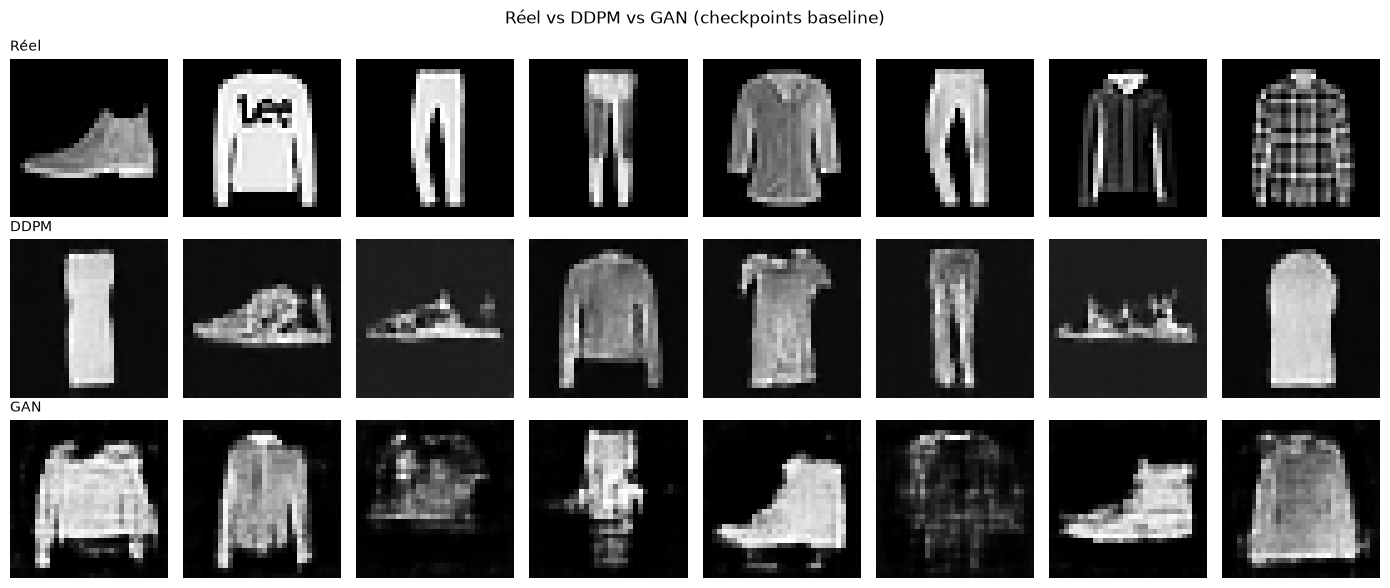 Réel vs DDPM vs GAN (checkpoints baseline)
Réel
Lee
DDPM
GAN